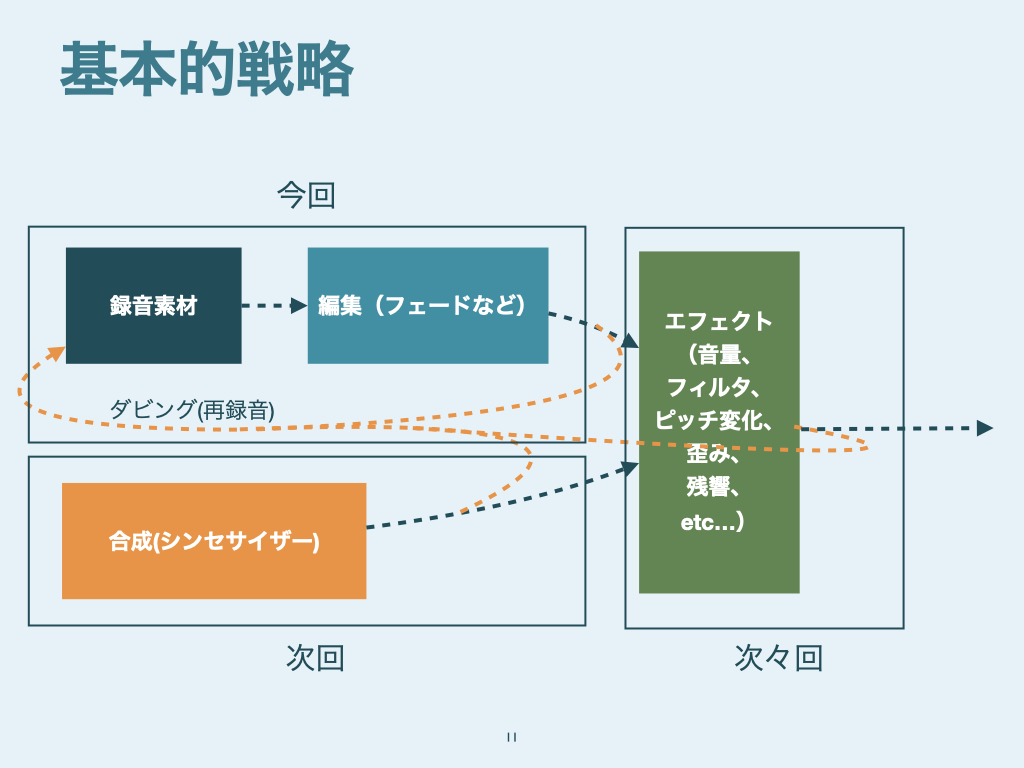 基本的戦略
今回
録音素材
編集（フェードなど）
ダビング(再録音)
エフェクト
（音量、
フィルタ、
ピッチ変化、
歪み、
残響、
etc…）
合成(シンセサイザー)
次回
次々回
11